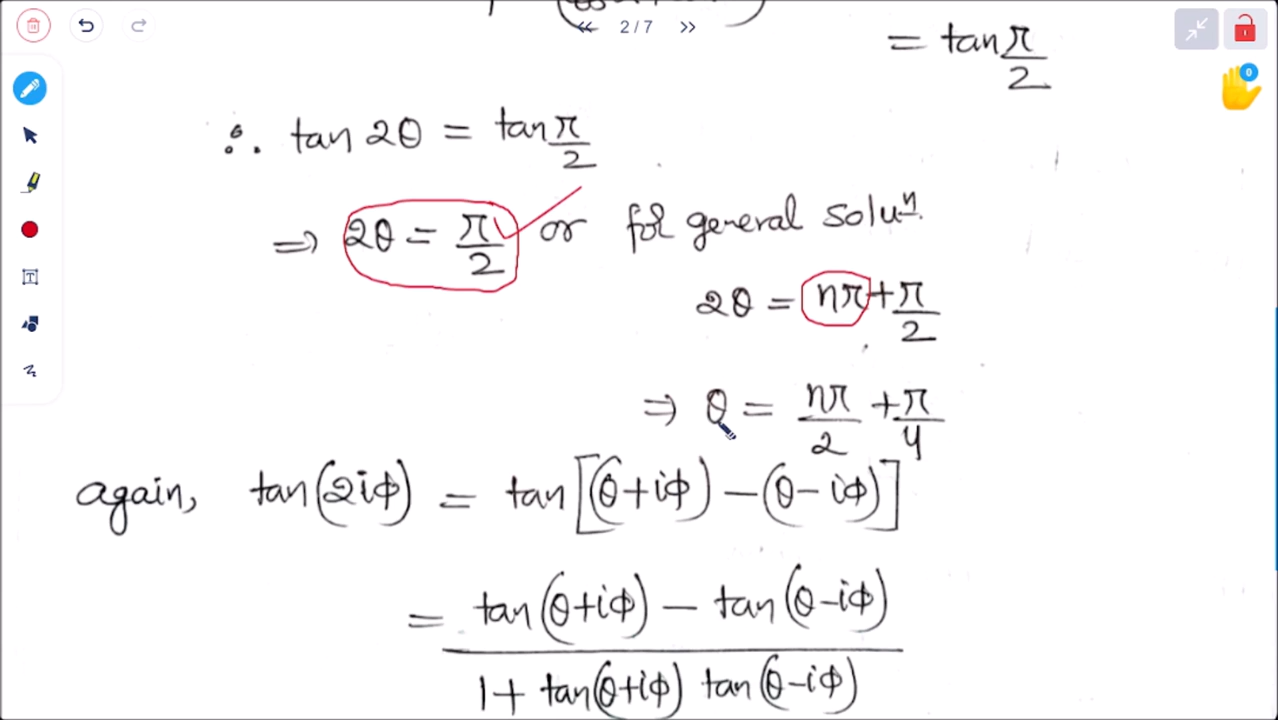 2/7
= tan π/2
∴ tan 2θ = tan π/2
⇒ 2θ = π/2 or for general soluⁿ.
2θ = nπ + π/2
⇒ θ = nπ/2 + π/4
again, tan(2iϕ) = tan[(θ+iϕ) − (θ−iϕ)]
= tan(θ+iϕ) − tan(θ−iϕ)
1 + tan(θ+iϕ) tan(θ−iϕ)
0